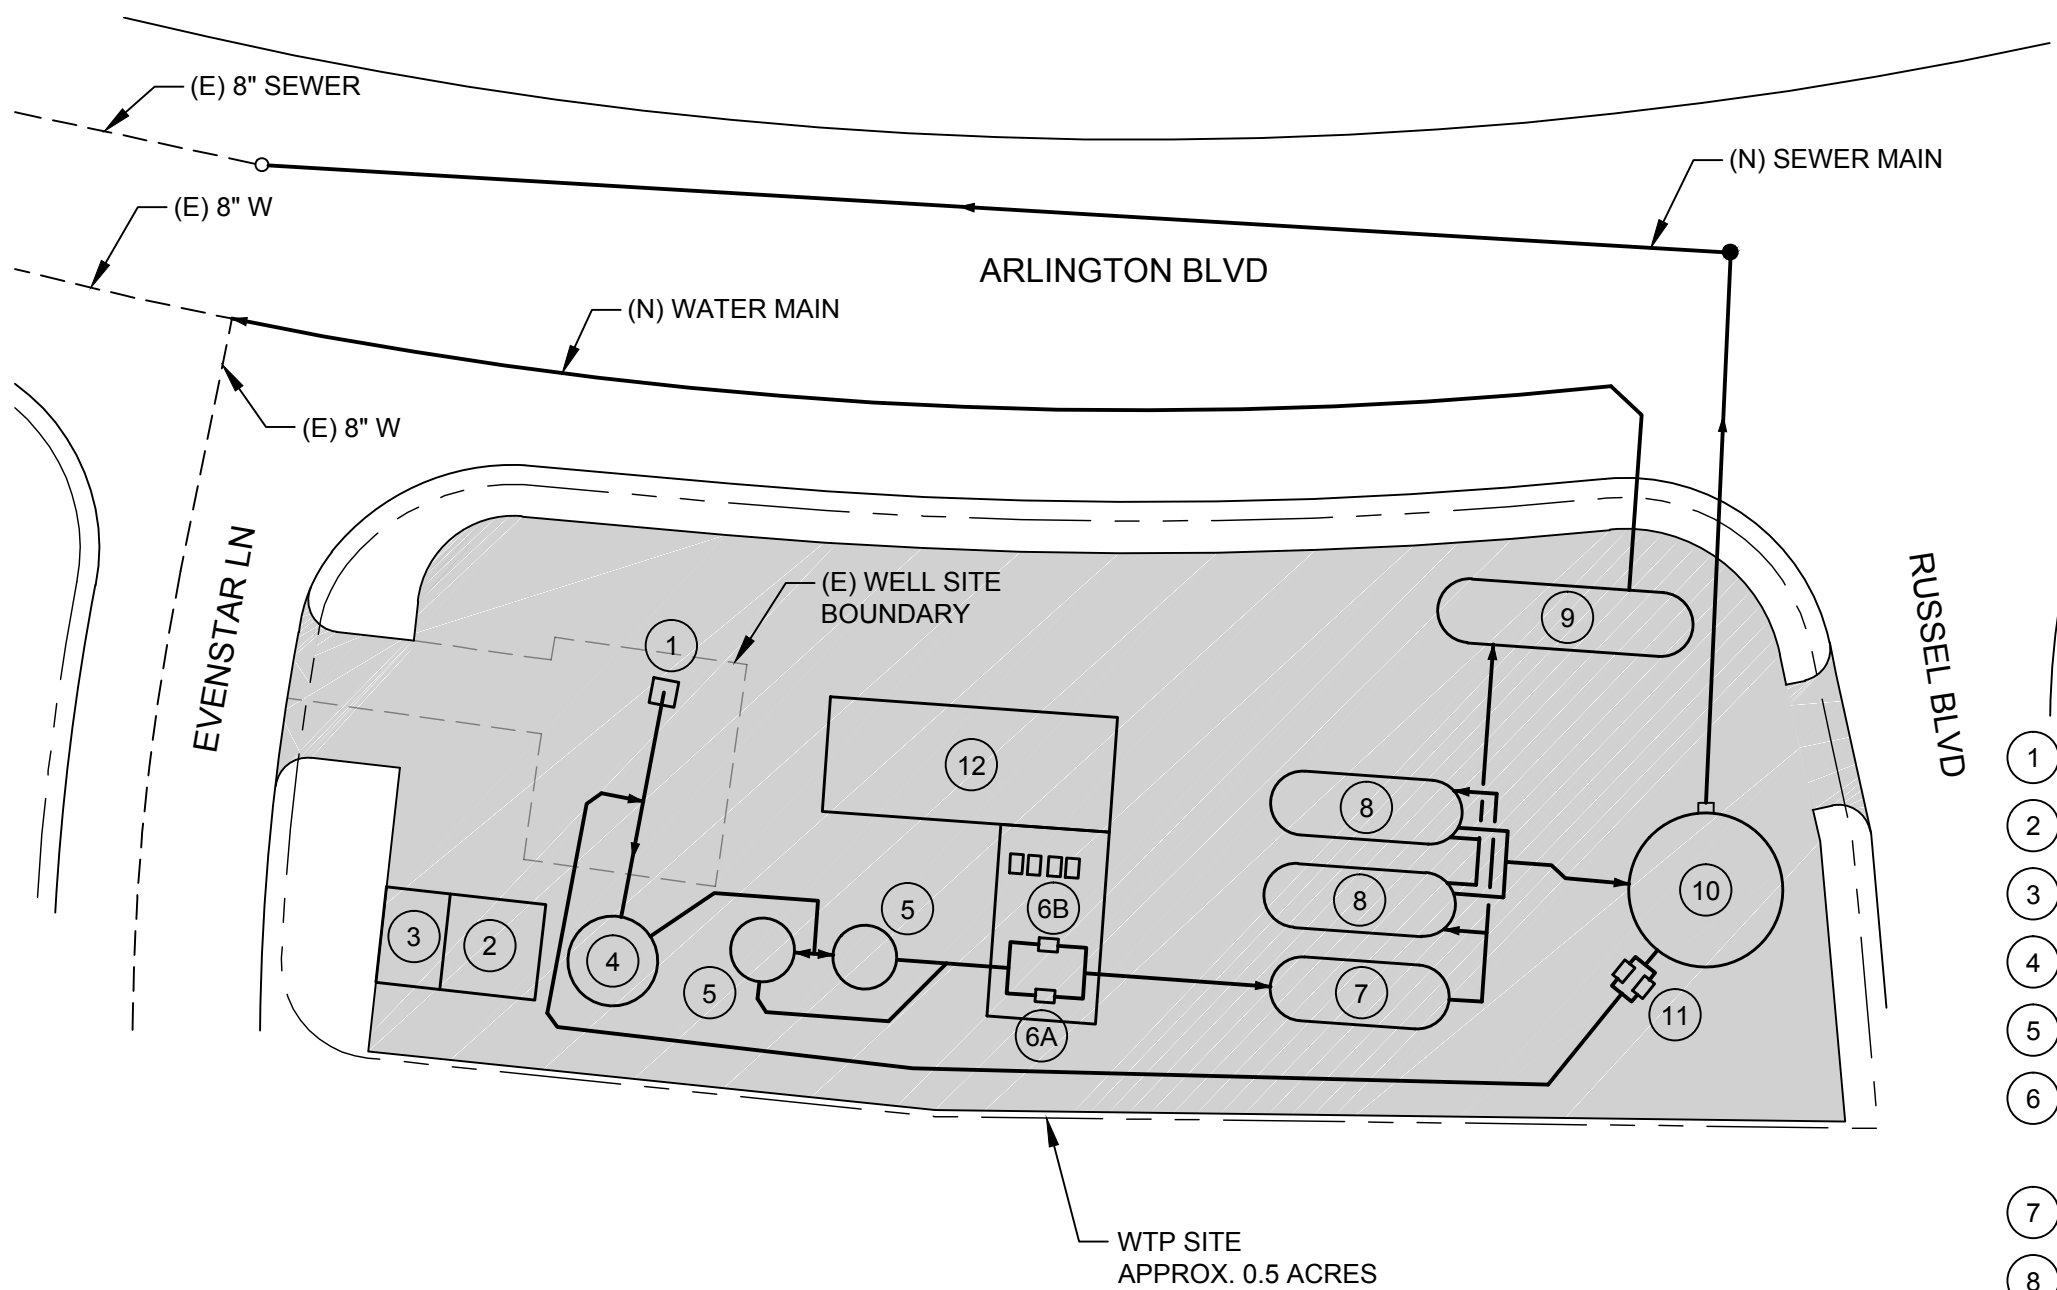 (E) 8" SEWER
(N) SEWER MAIN
(E) 8" W
ARLINGTON BLVD
(N) WATER MAIN
(E) 8" W
EVENSTAR LN
(E) WELL SITE
BOUNDARY
RUSSEL BLVD
1
9
12
8
8
10
5
6B
3
2
4
5
7
11
6A
WTP SITE
APPROX. 0.5 ACRES
1
2
3
4
5
6
7
8